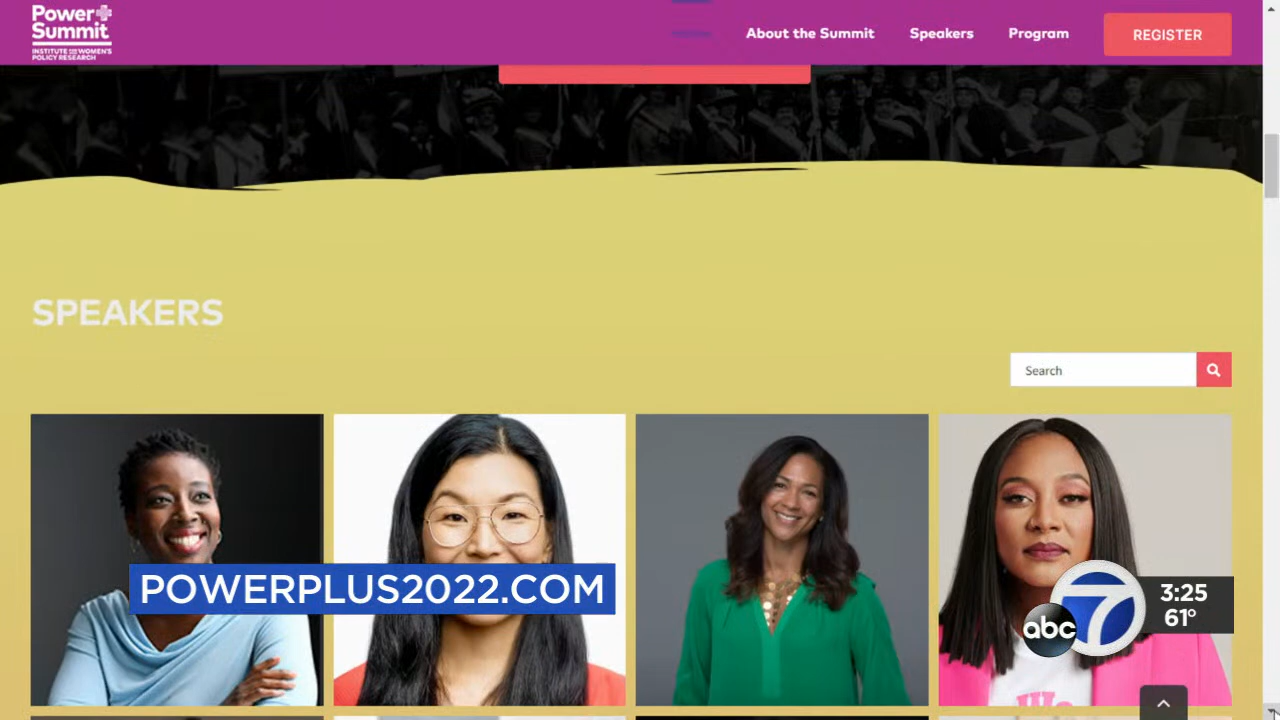 Power+
Summit
INSTITUTE FOR WOMEN'S
POLICY RESEARCH
About the Summit
Speakers
Program
REGISTER
SPEAKERS
Search
POWERPLUS2022.COM
abc 7
3:25
61°